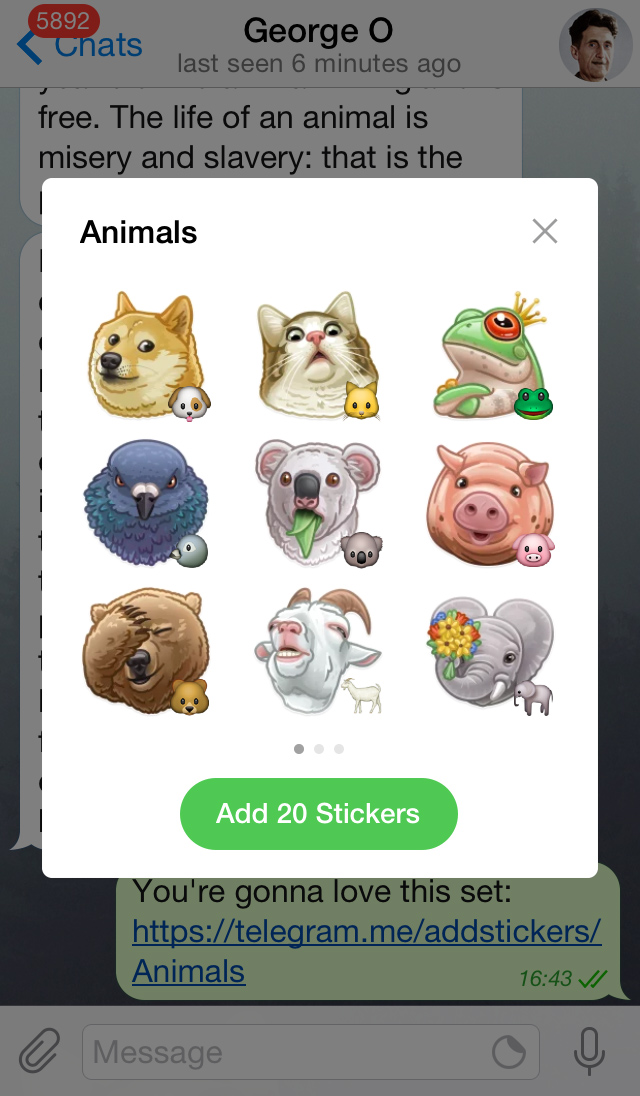 5892
Chats
George O
last seen 6 minutes ago
free. The life of an animal is
misery and slavery: that is the
Animals
Add 20 Stickers
You're gonna love this set:
https://telegram.me/addstickers/
Animals
16:43
Message